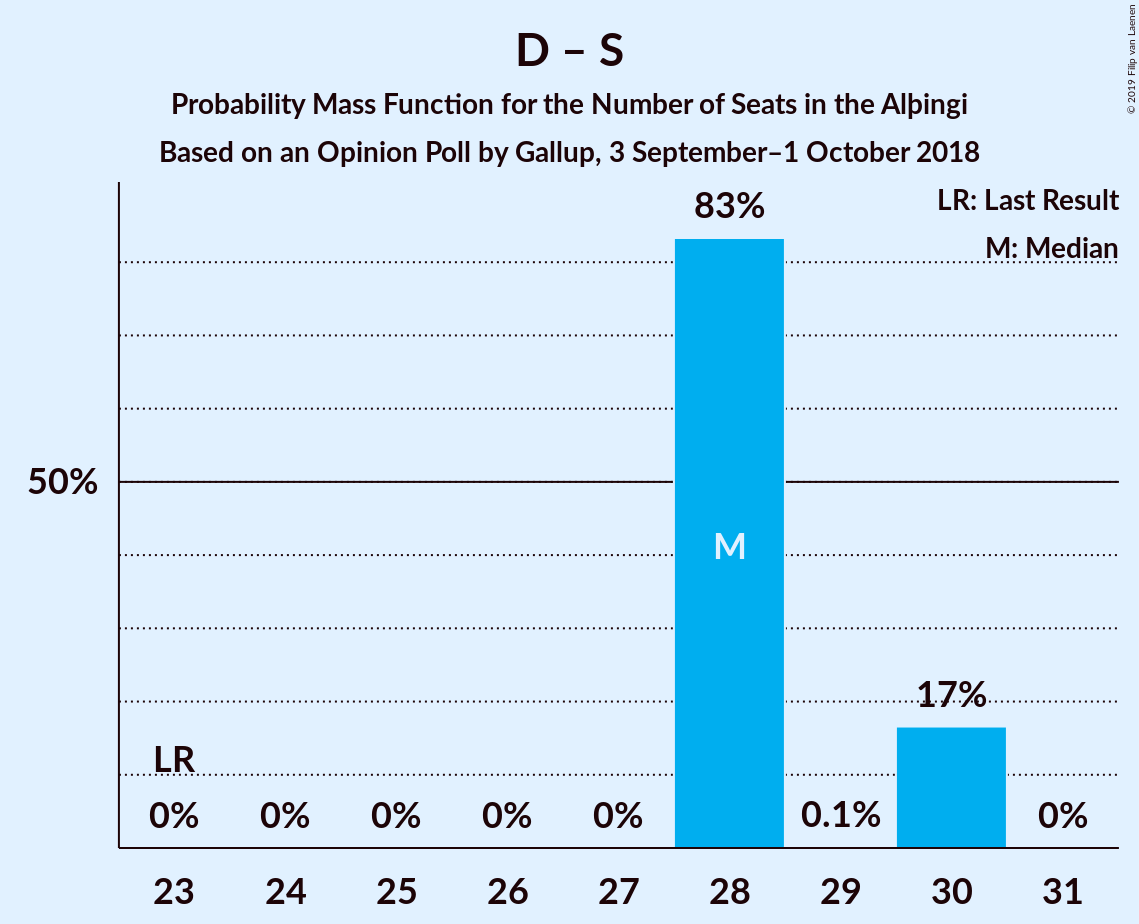 D – S
Probability Mass Function for the Number of Seats in the Alþingi
Based on an Opinion Poll by Gallup, 3 September–1 October 2018
© 2019 Filip van Laenen
LR: Last Result
M: Median
83%
50%
M
17%
LR
0% 0% 0% 0% 0% 0.1% 0%
23 24 25 26 27 28 29 30 31